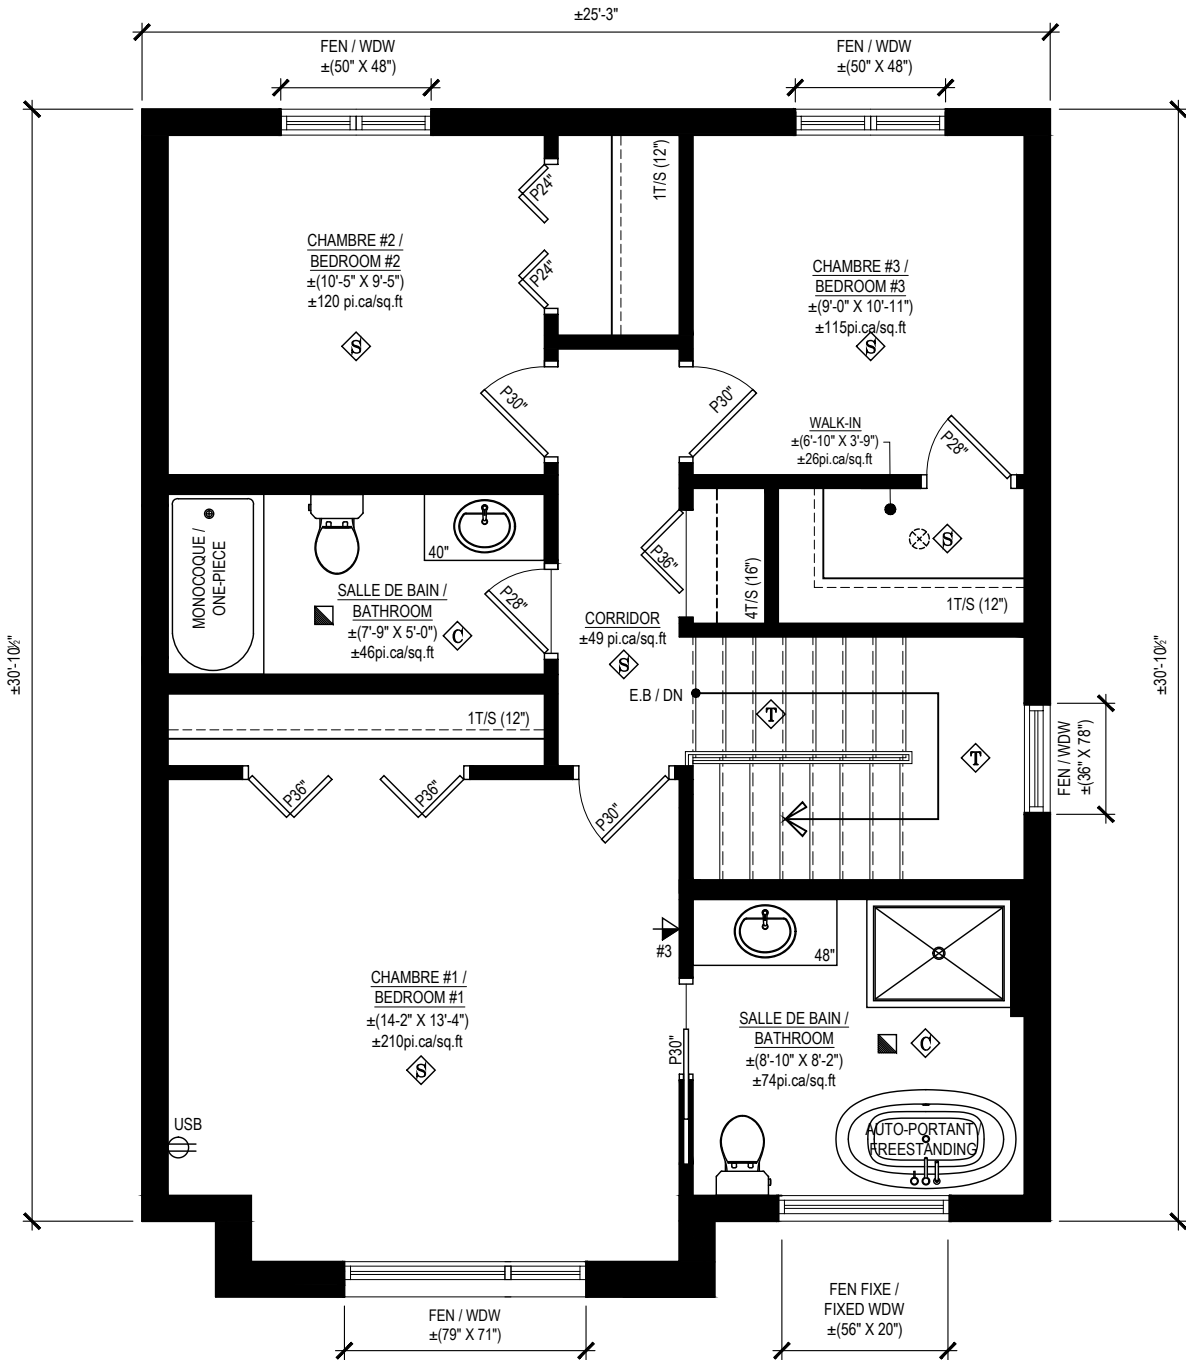 ±25'-3"
FEN / WDW
±(50" X 48")
FEN / WDW
±(50" X 48")
±30'-10½"
±30'-10½"
P24"
P24"
1T/S (12")
CHAMBRE #2 /
BEDROOM #2
±(10'-5" X 9'-5")
±120 pi.ca/sq.ft
S
CHAMBRE #3 /
BEDROOM #3
±(9'-0" X 10'-11")
±115pi.ca/sq.ft
S
P30"
P30"
WALK-IN
±(6'-10" X 3'-9")
±26pi.ca/sq.ft
P28"
S
1T/S (12")
MONOCOQUE /
ONE-PIECE
40"
SALLE DE BAIN /
BATHROOM
±(7'-9" X 5'-0")
±46pi.ca/sq.ft
C
P28"
P36"
4T/S (16")
CORRIDOR
±49 pi.ca/sq.ft
S
E.B / DN
T
T
FEN / WDW
±(36" X 78")
1T/S (12")
P36"
P36"
P30"
#3
48"
CHAMBRE #1 /
BEDROOM #1
±(14-2" X 13'-4")
±210pi.ca/sq.ft
S
P30"
SALLE DE BAIN /
BATHROOM
±(8'-10" X 8'-2")
±74pi.ca/sq.ft
C
USB
AUTO-PORTANT /
FREESTANDING
FEN / WDW
±(79" X 71")
FEN FIXE /
FIXED WDW
±(56" X 20")